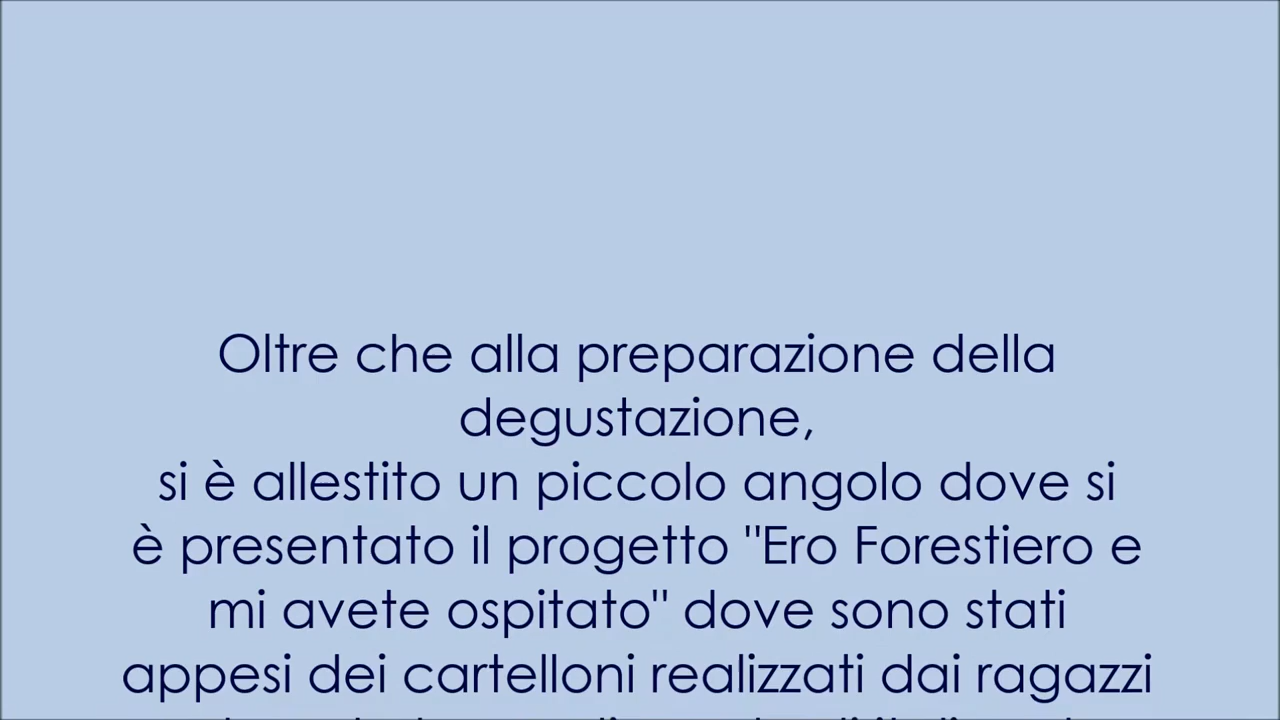 Oltre che alla preparazione della
degustazione,
si è allestito un piccolo angolo dove si
è presentato il progetto "Ero Forestiero e
mi avete ospitato" dove sono stati
appesi dei cartelloni realizzati dai ragazzi